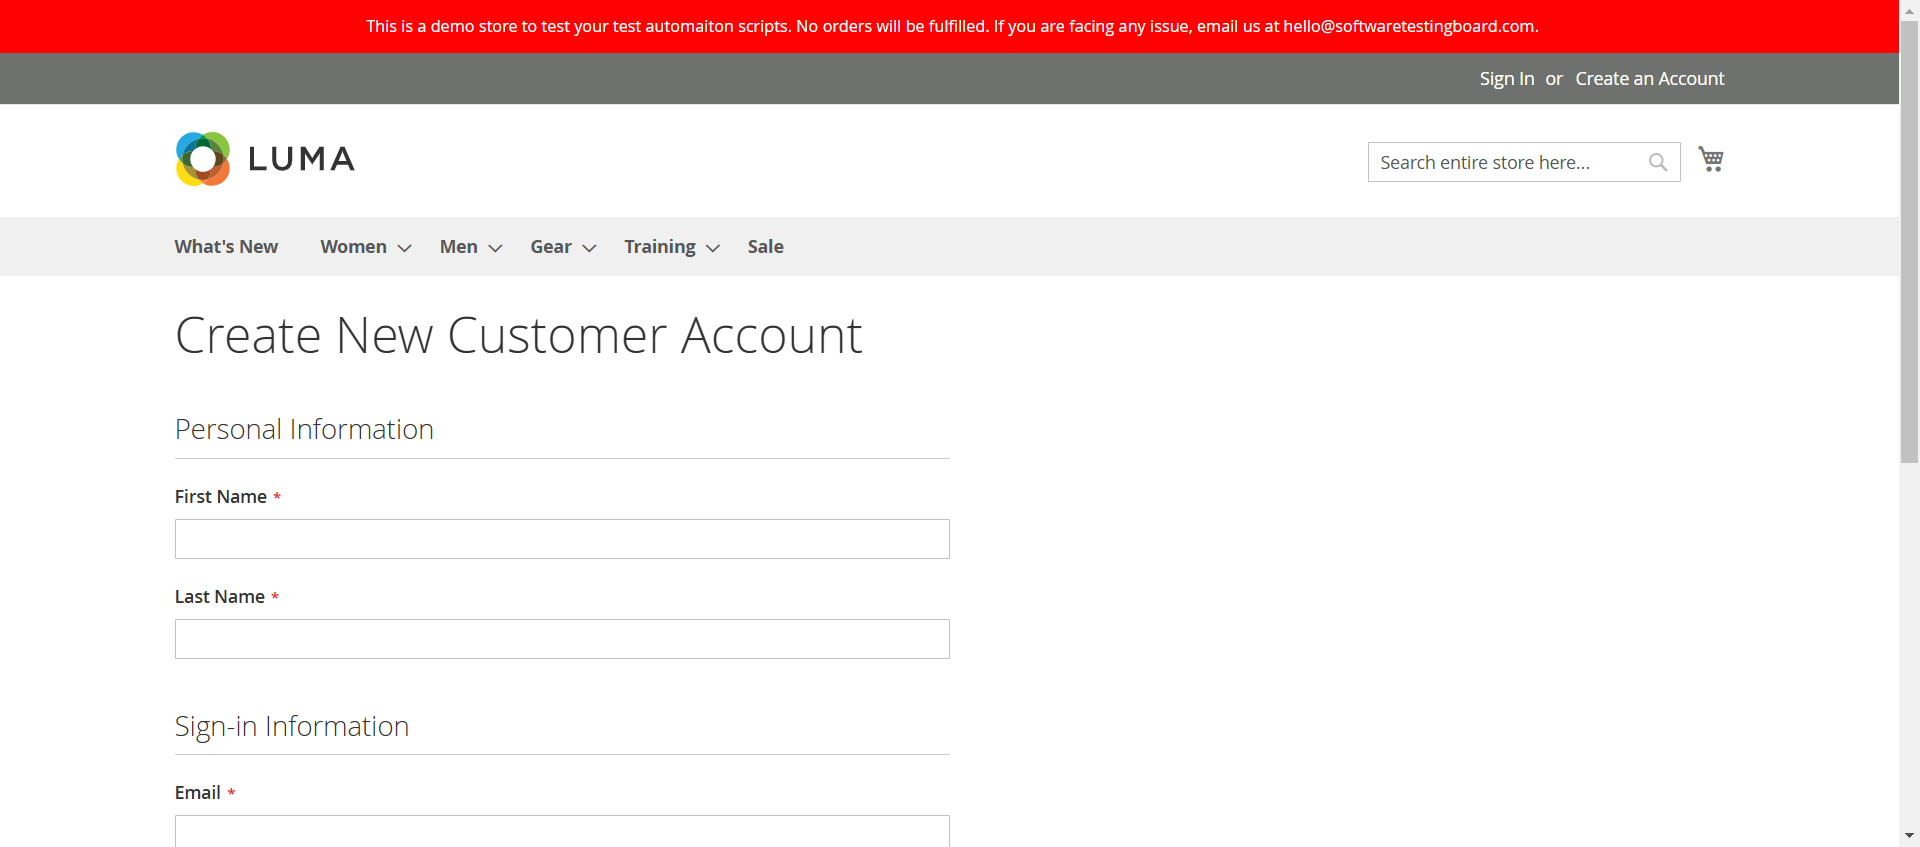 This is a demo store to test your test automaiton scripts. No orders will be fulfilled. If you are facing any issue, email us at hello@softwaretestingboard.com.
Sign In or Create an Account
LUMA
Search entire store here...
What's New Women Men Gear Training Sale
Create New Customer Account
Personal Information
First Name *
Last Name *
Sign-in Information
Email *